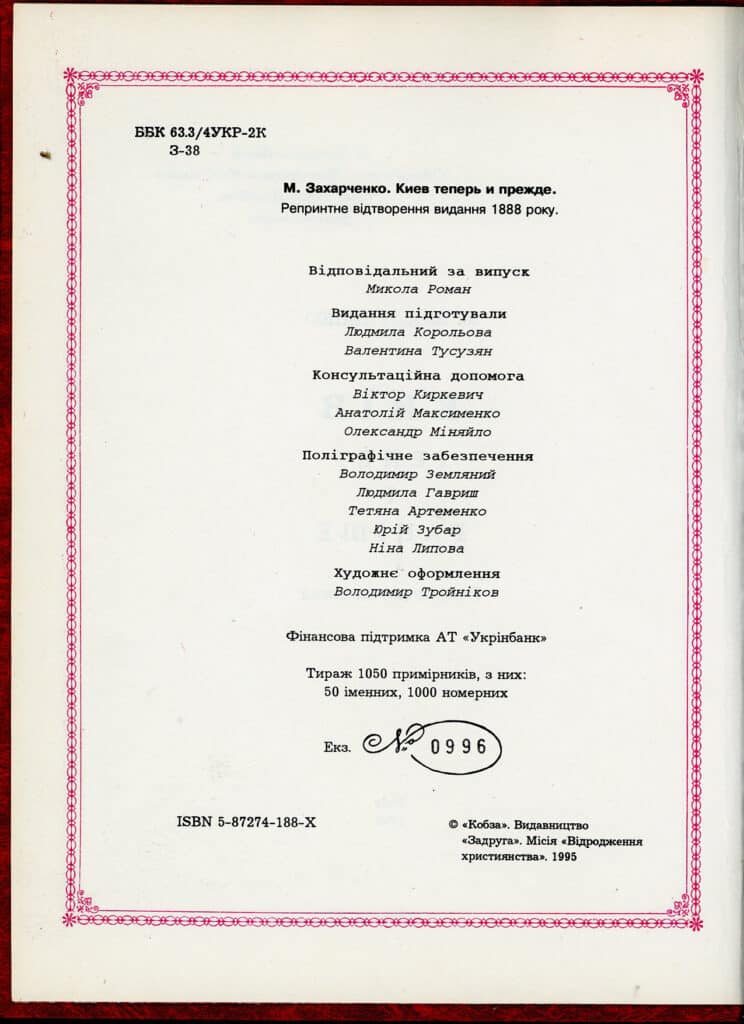 ББК 63.3/4УКР-2К
З-38
М. Захарченко. Киев теперь и прежде.
Репринтне відтворення видання 1888 року.
Відповідальний за випуск
Микола Роман
Видання підготували
Людмила Корольова
Валентина Тусузян
Консультаційна допомога
Віктор Киркевич
Анатолій Максименко
Олександр Міняйло
Поліграфічне забезпечення
Володимир Земляний
Людмила Гавриш
Тетяна Артеменко
Юрій Зубар
Ніна Липова
Художнє оформлення
Володимир Тройніков
Фінансова підтримка АТ «Укрінбанк»
Тираж 1050 примірників, з них:
50 іменних, 1000 номерних
Екз. № 0996
ISBN 5-87274-188-X
© «Кобза». Видавництво
«Задруга». Місія «Відродження
християнства». 1995